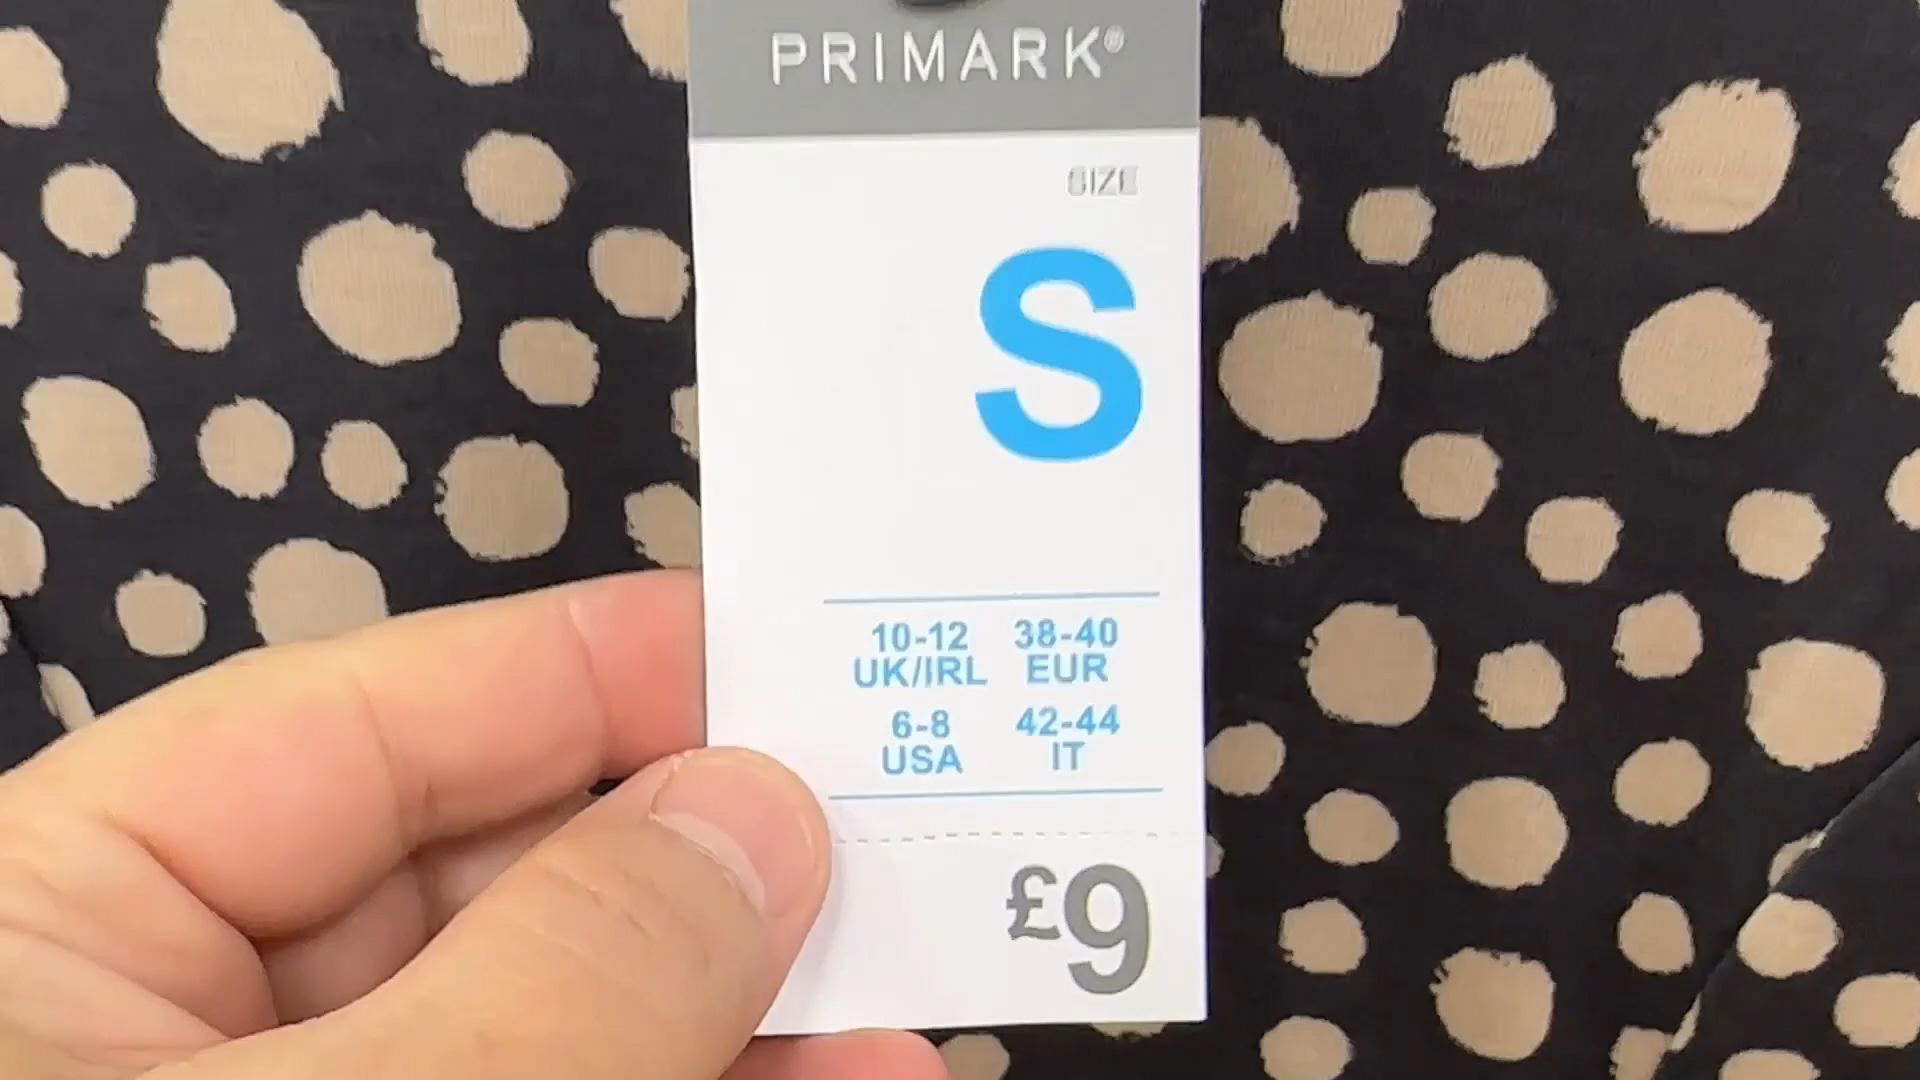 PRIMARK®
SIZE
S
10-12 38-40
UK/IRL EUR
6-8 42-44
USA IT
£9